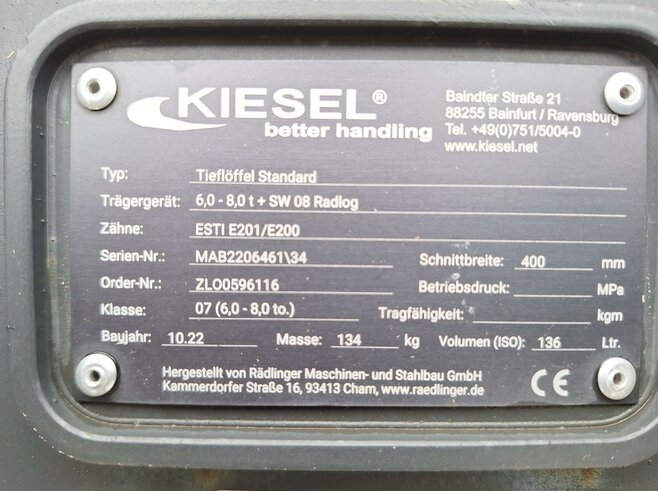 KIESEL®
better handling
Baindter Straße 21
88255 Bainfurt / Ravensburg
Tel. +49(0)751/5004-0
www.kiesel.net
Typ: Tieflöffel Standard
Trägergerät: 6,0 - 8,0 t + SW 08 Radlog
Zähne: ESTI E201/E200
Serien-Nr.: MAB2206461\34 Schnittbreite: 400 mm
Order-Nr.: ZLO0596116 Betriebsdruck: MPa
Klasse: 07 (6,0 - 8,0 to.) Tragfähigkeit: kgm
Baujahr: 10.22 Masse: 134 kg Volumen (ISO): 136 Ltr.
Hergestellt von Rädlinger Maschinen- und Stahlbau GmbH
Kammerdorfer Straße 16, 93413 Cham, www.raedlinger.de
CE